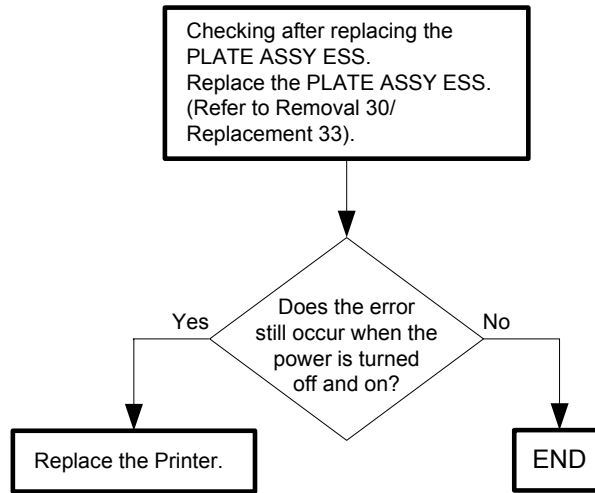 Checking after replacing the
PLATE ASSY ESS.
Replace the PLATE ASSY ESS.
(Refer to Removal 30/
Replacement 33).
Does the error
still occur when the
power is turned
off and on?
Yes
No
Replace the Printer.
END